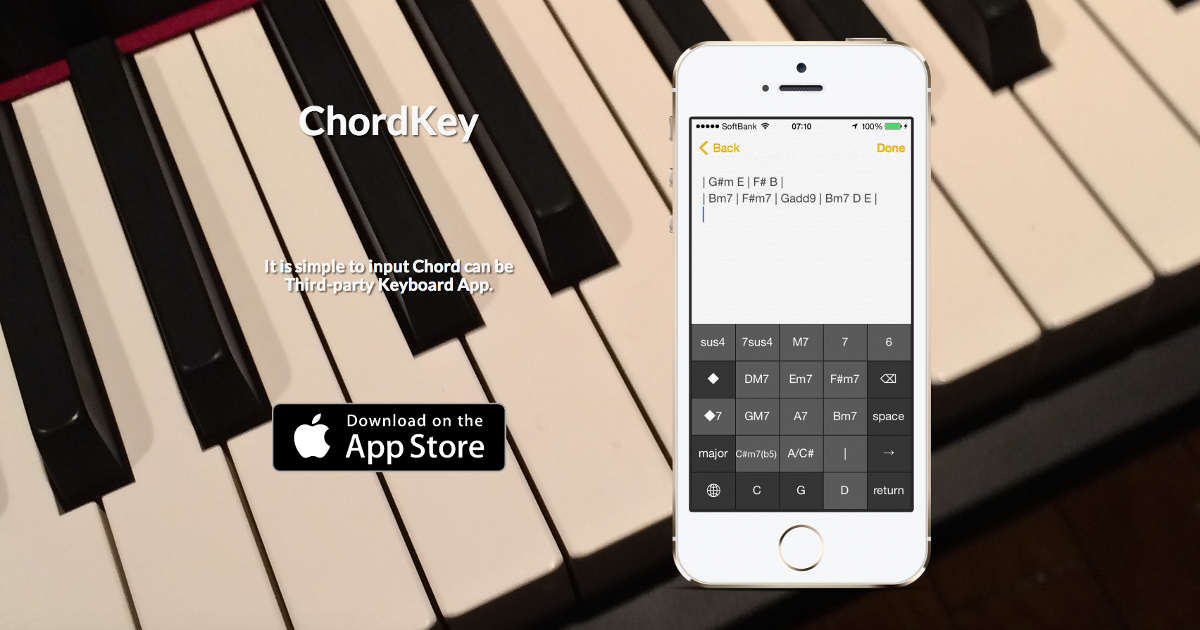 ChordKey
It is simple to input Chord can be
Third-party Keyboard App.
Download on the
App Store
SoftBank 07:10 100%
Back Done
| G#m E | F# B |
| Bm7 | F#m7 | Gadd9 | Bm7 D E |
sus4 7sus4 M7 7 6
◆ DM7 Em7 F#m7 ⌫
◆7 GM7 A7 Bm7 space
major C#m7(b5) A/C# | →
C G D return